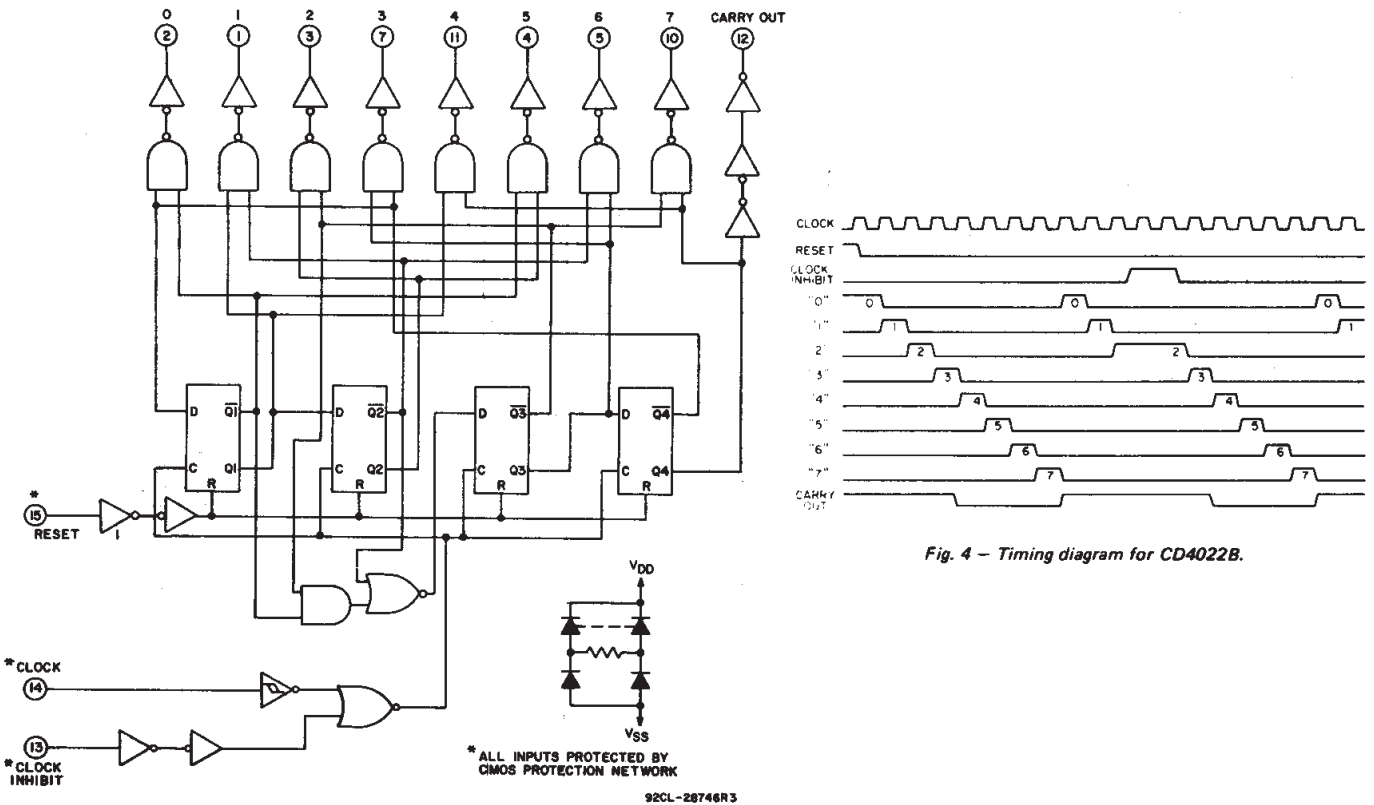 0 1 2 3 4 5 6 7 CARRY OUT
2 1 3 7 11 4 5 10 12
D Q1 D Q2 D Q3 D Q4
C Q1 C Q2 C Q3 C Q4
R R R R
*
15
RESET
1
*CLOCK
14
13
*CLOCK
INHIBIT
VDD
VSS
* ALL INPUTS PROTECTED BY
CMOS PROTECTION NETWORK
92CL-28746R3
CLOCK
RESET
CLOCK
INHIBIT
"0" 0 0 0
"1" 1 1 1
2 2 2
"3" 3 3
"4" 4 4
"5" 5 5
"6" 6 6
"7" 7 7
CARRY
OUT
Fig. 4 – Timing diagram for CD4022B.